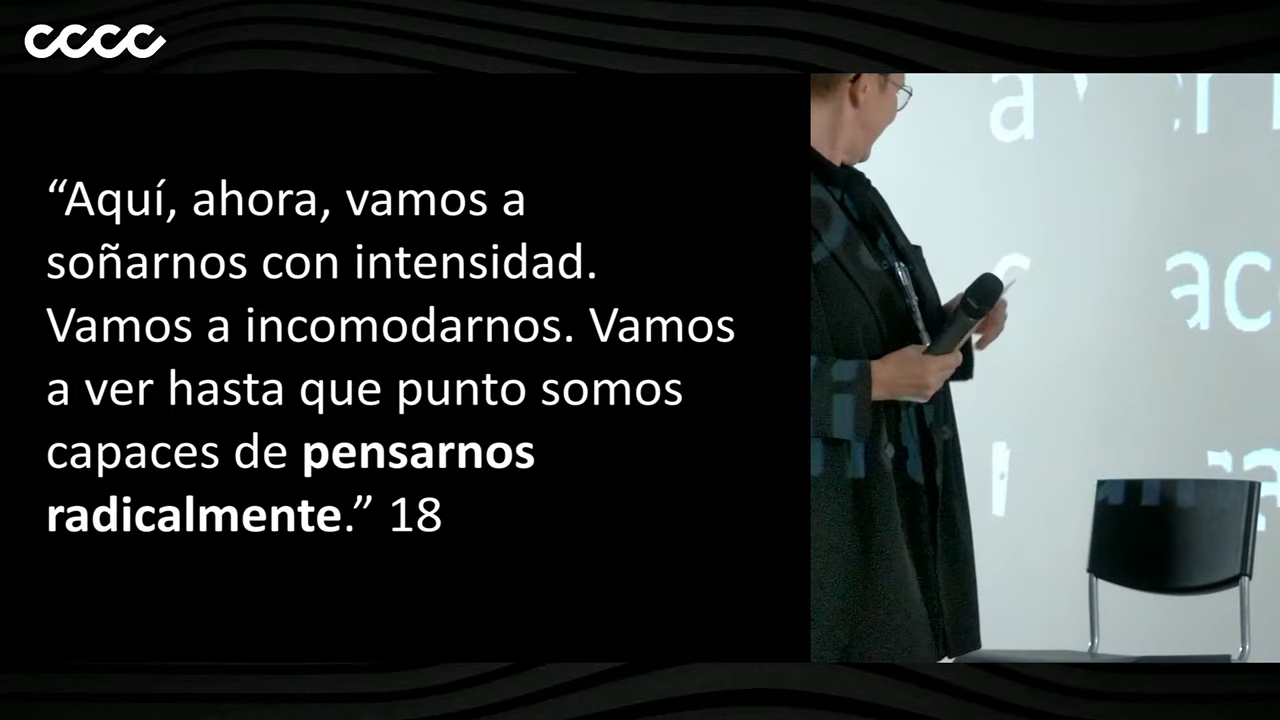 cccc
“Aquí, ahora, vamos a
soñarnos con intensidad.
Vamos a incomodarnos. Vamos
a ver hasta que punto somos
capaces de pensarnos
radicalmente.” 18